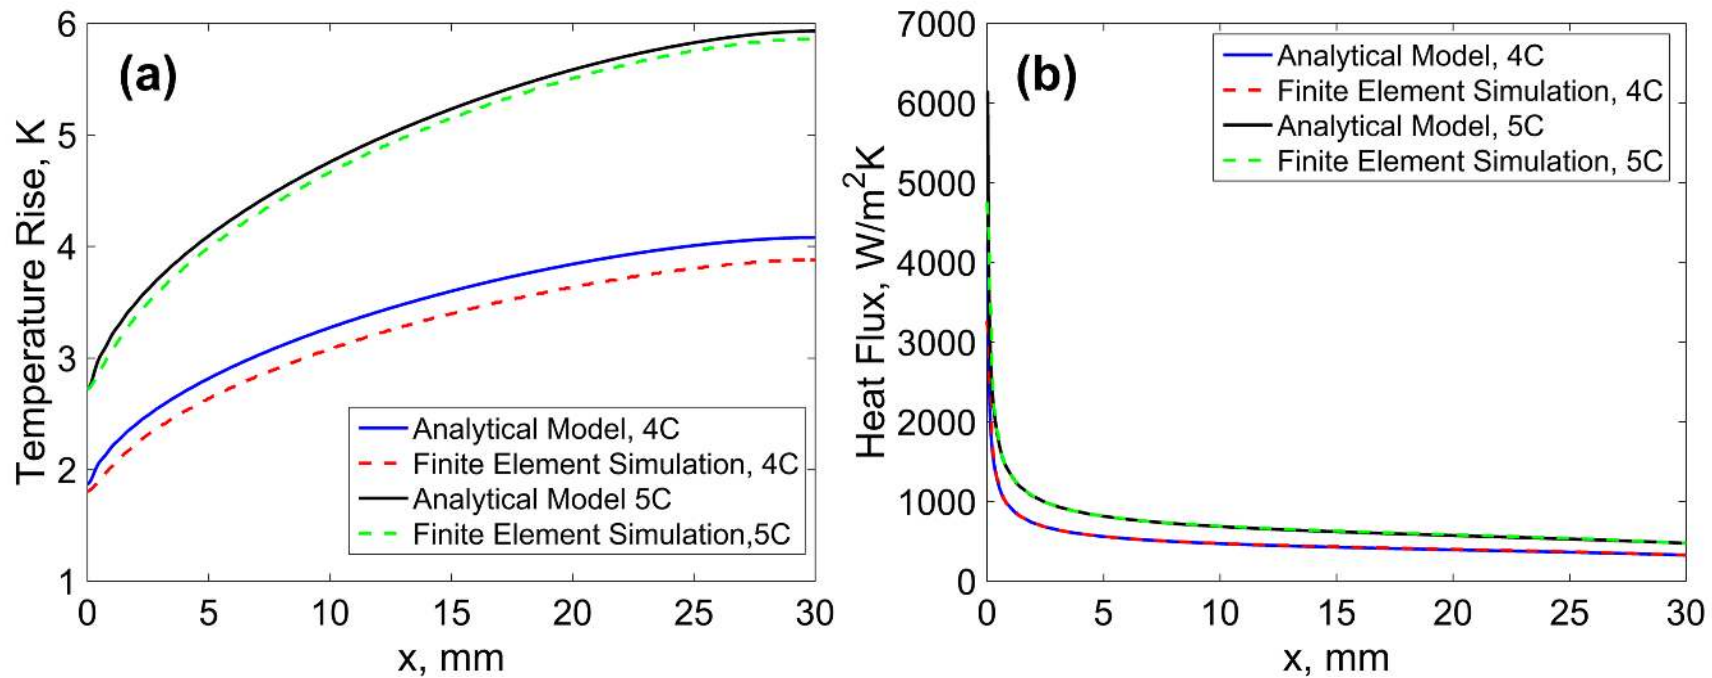 (a)
Temperature Rise, K
6
5
4
3
2
1
0 5 10 15 20 25 30
x, mm
Analytical Model, 4C
Finite Element Simulation, 4C
Analytical Model 5C
Finite Element Simulation,5C
(b)
Heat Flux, W/m²K
7000
6000
5000
4000
3000
2000
1000
0
0 5 10 15 20 25 30
x, mm
Analytical Model, 4C
Finite Element Simulation, 4C
Analytical Model, 5C
Finite Element Simulation, 5C